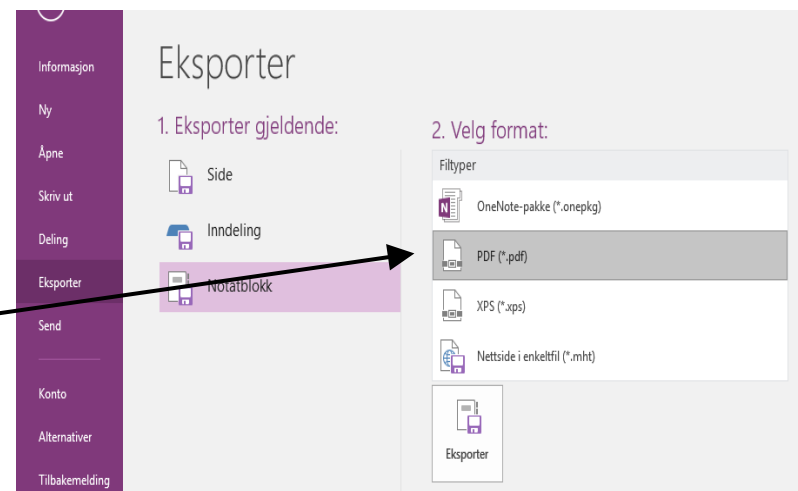 Informasjon
Ny
Åpne
Skriv ut
Deling
Eksporter
Send
Konto
Alternativer
Tilbakemelding
Eksporter
1. Eksporter gjeldende:
Side
Inndeling
Notatblokk
2. Velg format:
Filtyper
N OneNote-pakke (*.onepkg)
PDF (*.pdf)
XPS (*.xps)
Nettside i enkeltfil (*.mht)
Eksporter